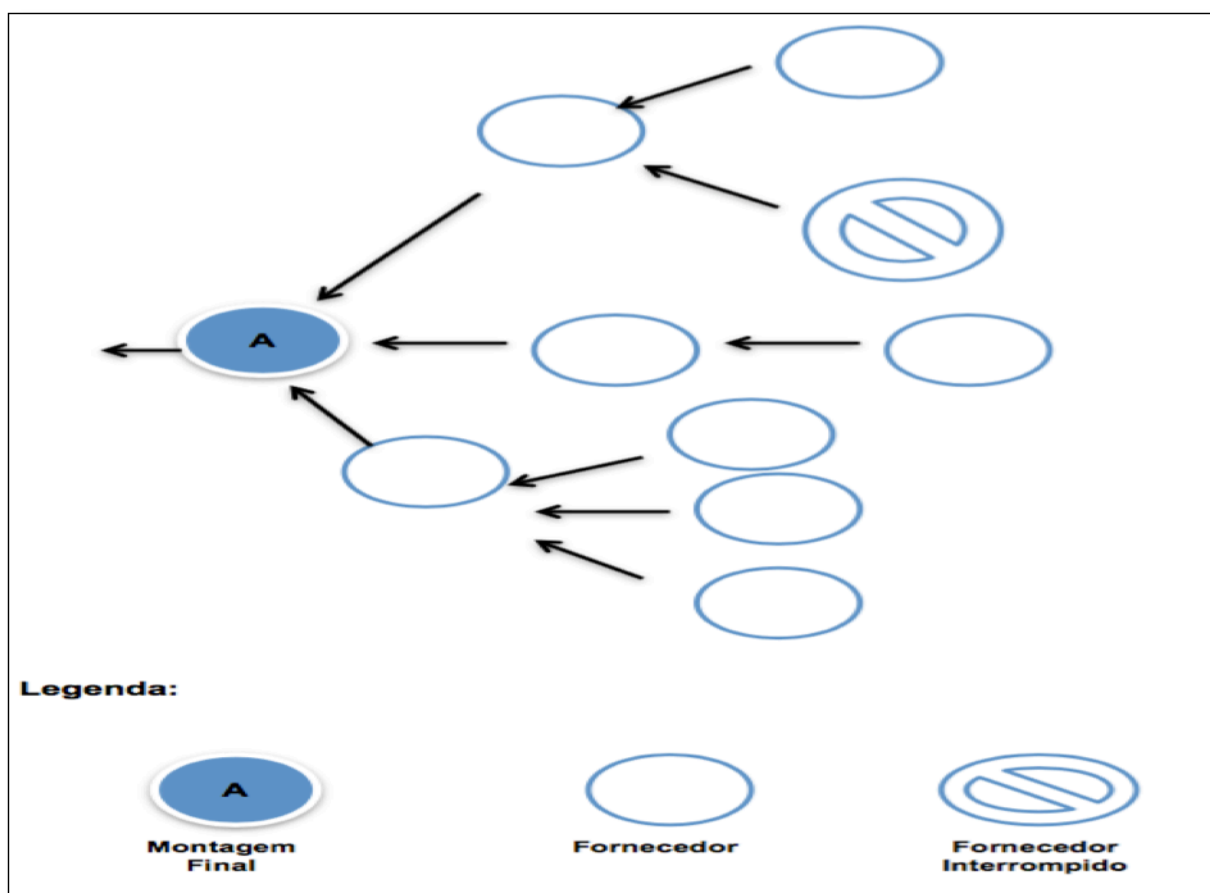 A
Legenda:
A
Montagem
Final
Fornecedor
Fornecedor
Interrompido